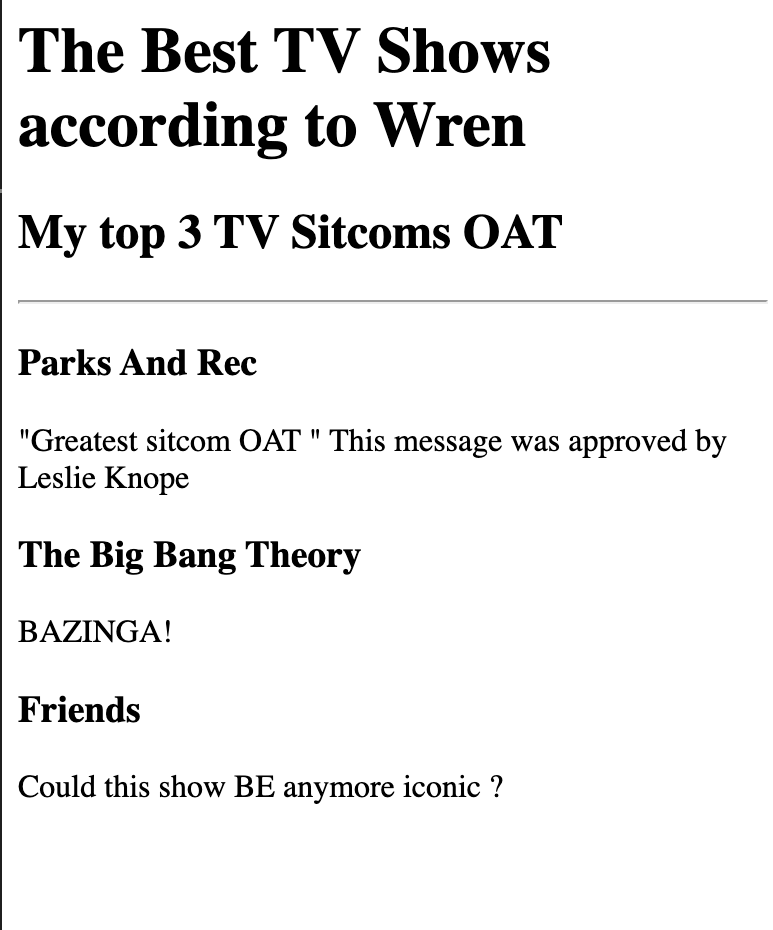 The Best TV Shows
according to Wren
My top 3 TV Sitcoms OAT
Parks And Rec
"Greatest sitcom OAT " This message was approved by
Leslie Knope
The Big Bang Theory
BAZINGA!
Friends
Could this show BE anymore iconic ?